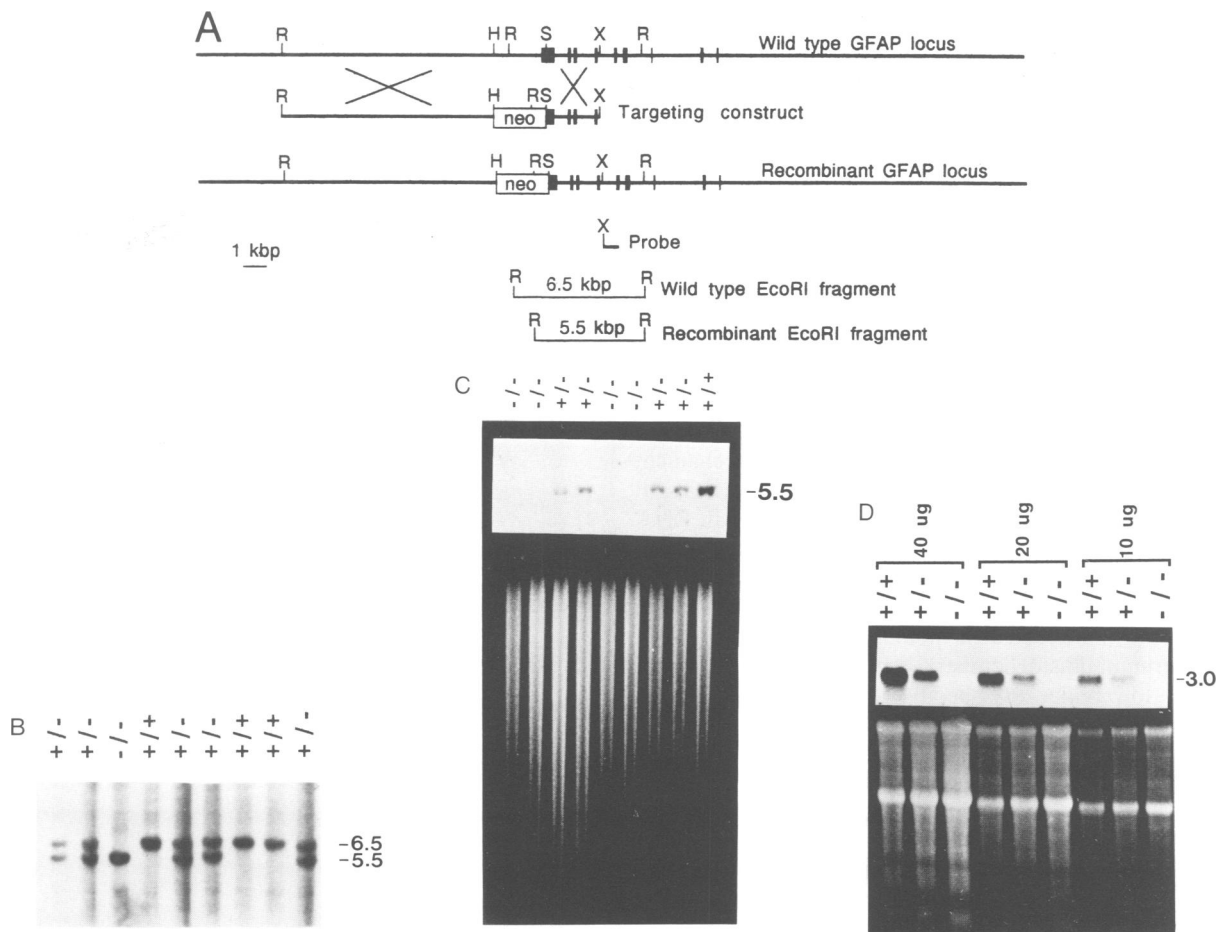 A
R H R S X R
Wild type GFAP locus
R H R S X
neo
Targeting construct
R H R S X R
neo
Recombinant GFAP locus
X
Probe
1 kbp
R 6.5 kbp R
Wild type EcoRI fragment
R 5.5 kbp R
Recombinant EcoRI fragment
C
-/- -/- +/- +/- -/- -/- +/- +/- +/+
-5.5
D
40 ug 20 ug 10 ug
+/+ +/- -/- +/+ +/- -/- +/+ +/- -/-
-3.0
B
+/- +/- -/- +/+ +/- +/- +/+ +/+ +/-
-6.5
-5.5